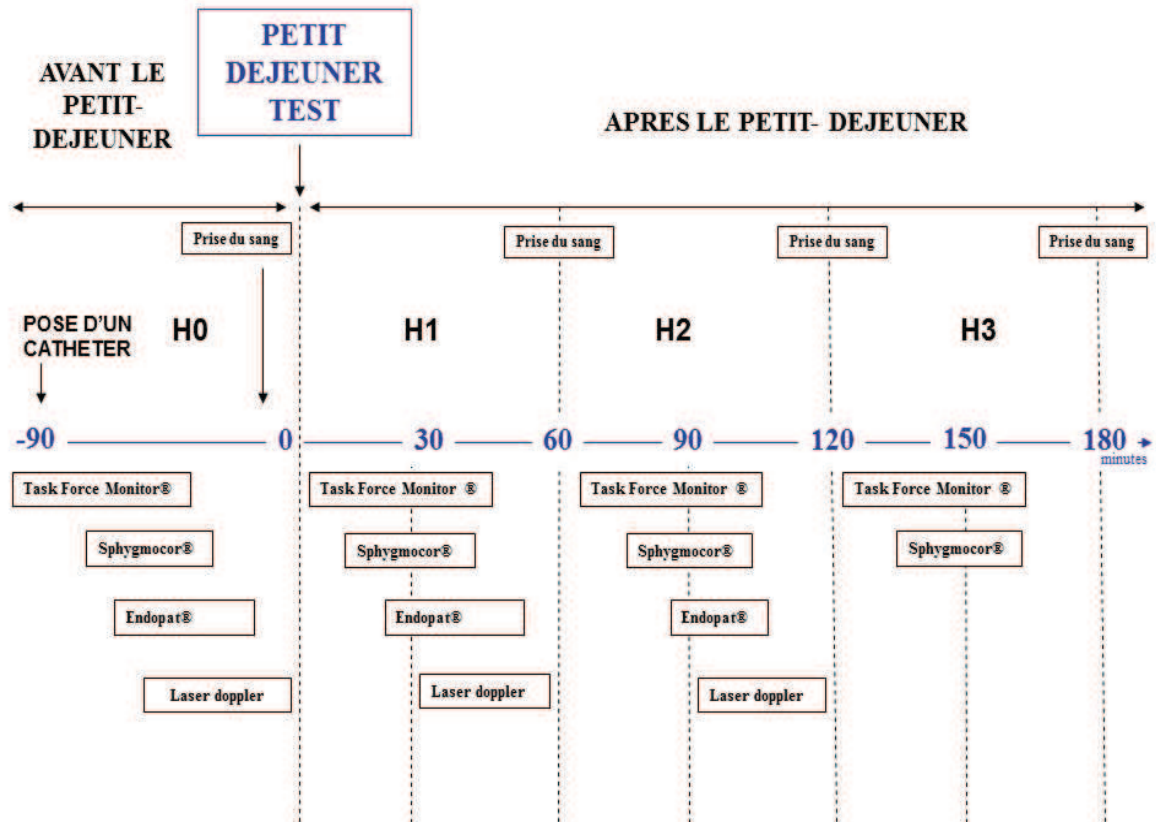 PETIT
DEJEUNER
TEST
AVANT LE
PETIT-
DEJEUNER
APRES LE PETIT- DEJEUNER
Prise du sang
Prise du sang
Prise du sang
Prise du sang
POSE D'UN
CATHETER
H0
H1
H2
H3
-90
0
30
60
90
120
150
180
minutes
Task Force Monitor®
Task Force Monitor ®
Task Force Monitor ®
Task Force Monitor ®
Sphygmocor®
Sphygmocor®
Sphygmocor®
Sphygmocor®
Endopat®
Endopat®
Endopat®
Laser doppler
Laser doppler
Laser doppler